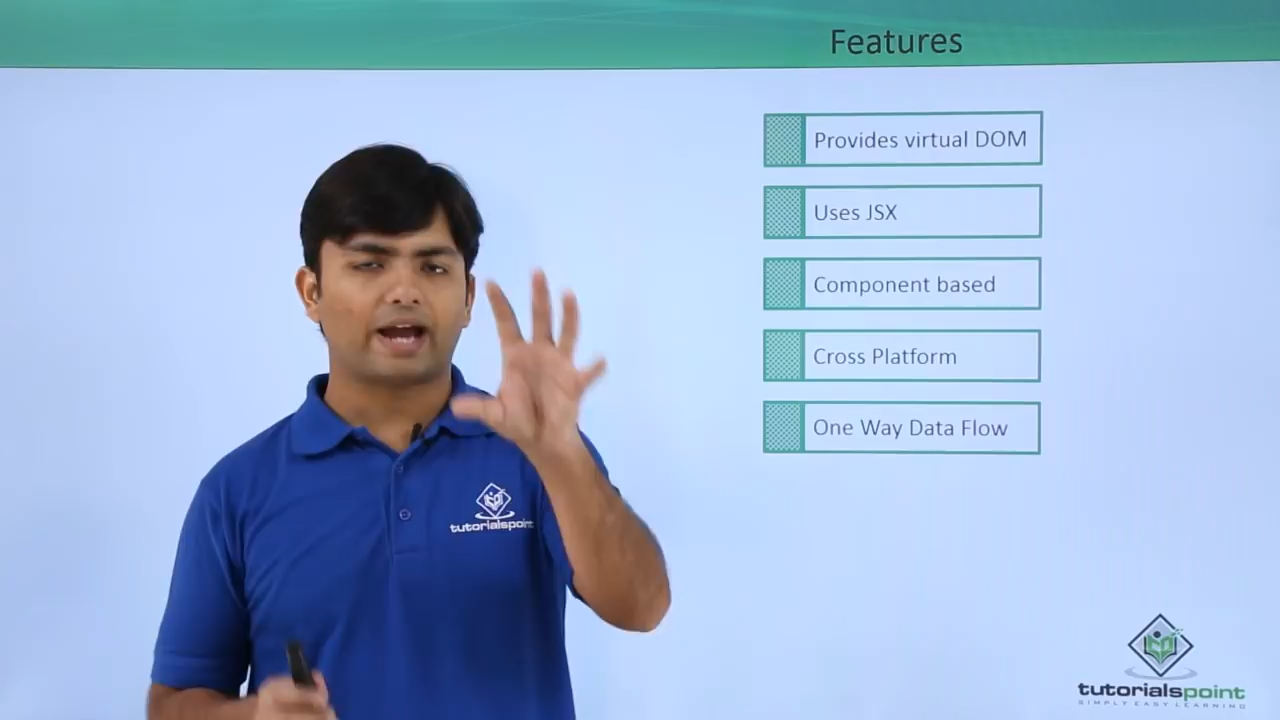 Features
Provides virtual DOM
Uses JSX
Component based
Cross Platform
One Way Data Flow
tutorialspoint
tutorialspoint
SIMPLY EASY LEARNING